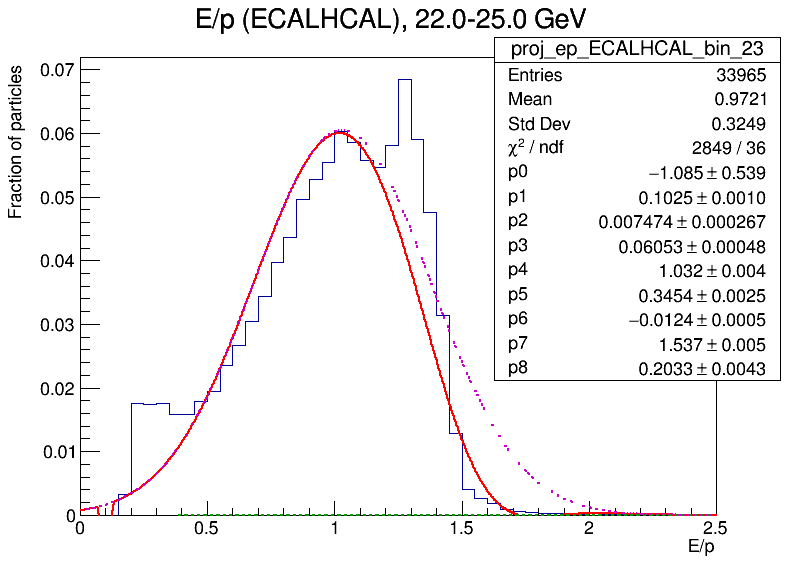 E/p (ECALHCAL), 22.0-25.0 GeV
proj_ep_ECALHCAL_bin_23
Entries 33965
Mean 0.9721
Std Dev 0.3249
χ² / ndf 2849 / 36
p0 −1.085 ± 0.539
p1 0.1025 ± 0.0010
p2 0.007474 ± 0.000267
p3 0.06053 ± 0.00048
p4 1.032 ± 0.004
p5 0.3454 ± 0.0025
p6 −0.0124 ± 0.0005
p7 1.537 ± 0.005
p8 0.2033 ± 0.0043
Fraction of particles
0.07
0.06
0.05
0.04
0.03
0.02
0.01
0
0 0.5 1 1.5 2 2.5
E/p